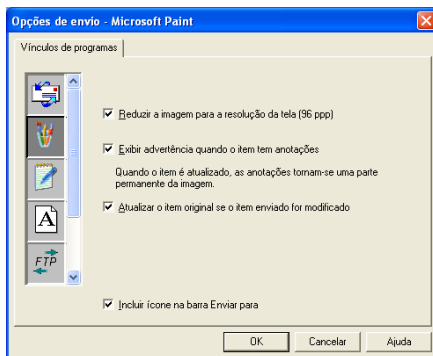 Opções de envio - Microsoft Paint
Vínculos de programas
Reduzir a imagem para a resolução da tela (96 ppp)
Exibir advertência quando o item tem anotações
Quando o item é atualizado, as anotações tornam-se uma parte
permanente da imagem.
Atualizar o item original se o item enviado for modificado
A
FTP
Incluir ícone na barra Enviar para
OK
Cancelar
Ajuda